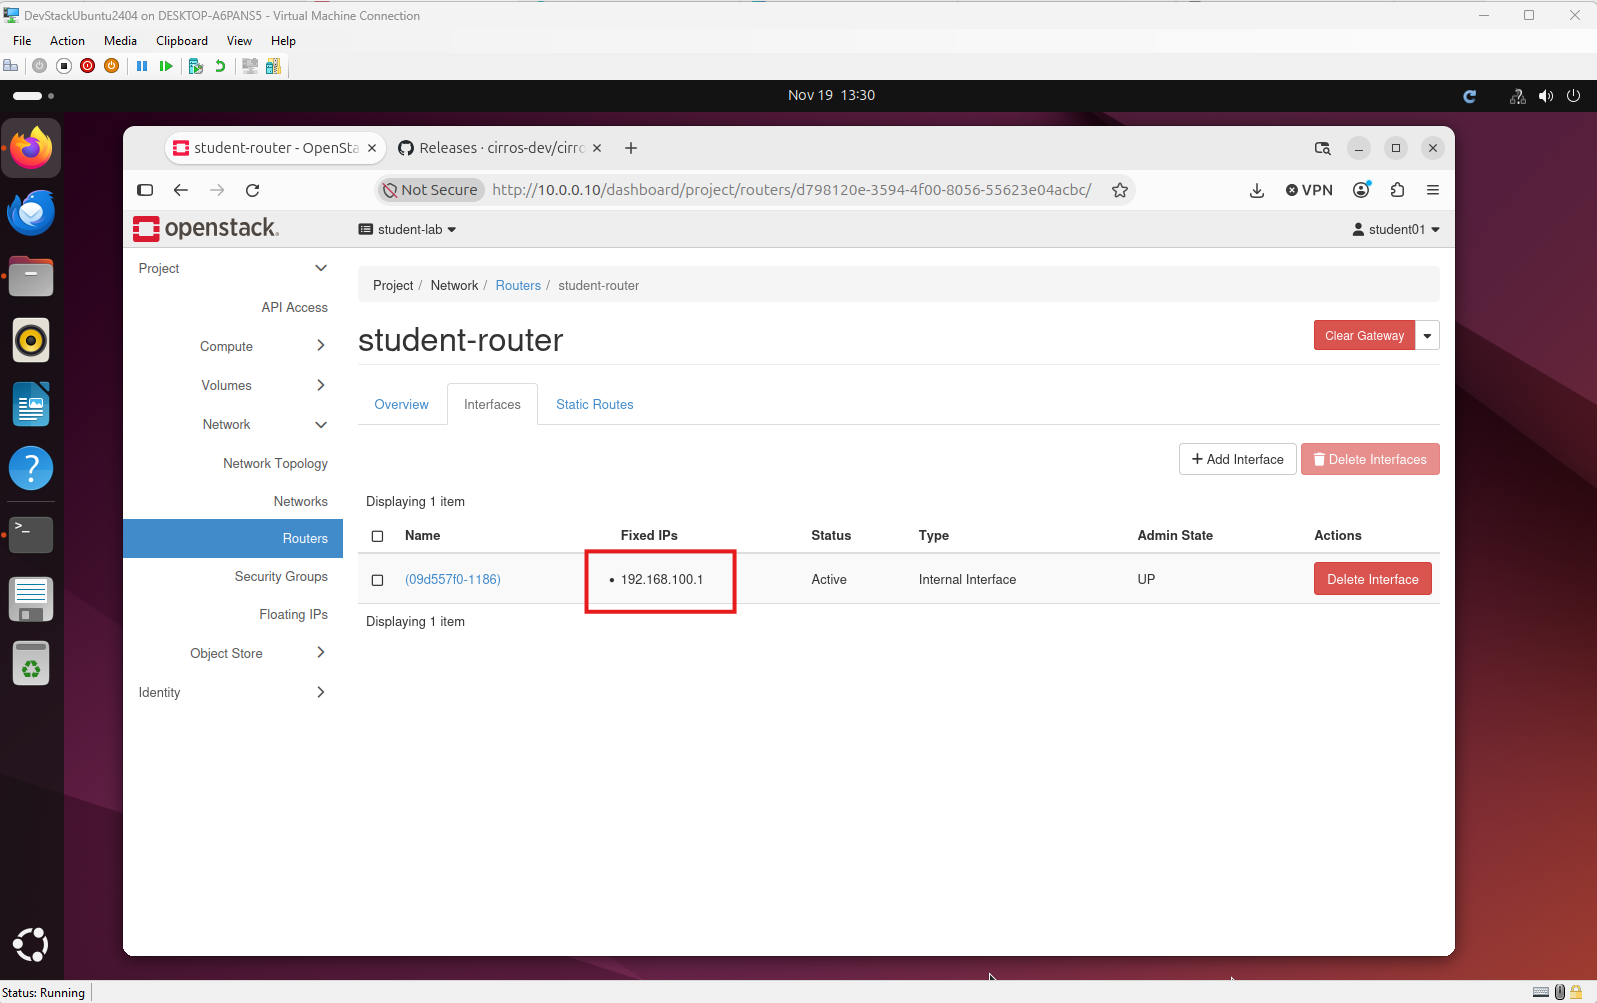 DevStackUbuntu2404 on DESKTOP-A6PANS5 - Virtual Machine Connection
File Action Media Clipboard View Help
Nov 19 13:30
student-router - OpenSta
Releases · cirros-dev/cirro
Not Secure http://10.0.0.10/dashboard/project/routers/d798120e-3594-4f00-8056-55623e04acbc/
VPN
openstack.
student-lab
student01
Project
API Access
Compute
Volumes
Network
Network Topology
Networks
Routers
Security Groups
Floating IPs
Object Store
Identity
Project / Network / Routers / student-router
student-router
Clear Gateway
Overview Interfaces Static Routes
+ Add Interface Delete Interfaces
Displaying 1 item
Name Fixed IPs Status Type Admin State Actions
(09d557f0-1186) • 192.168.100.1 Active Internal Interface UP Delete Interface
Displaying 1 item
Status: Running